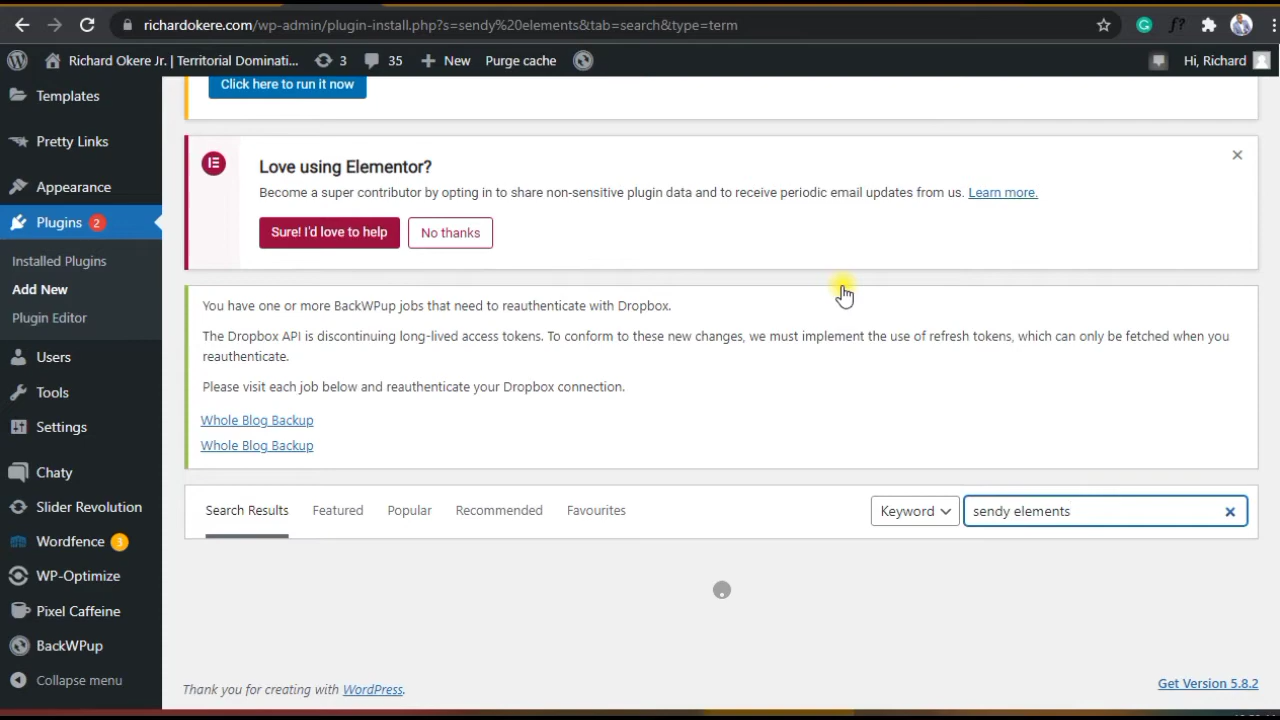 richardokere.com/wp-admin/plugin-install.php?s=sendy%20elements&tab=search&type=term
Richard Okere Jr. | Territorial Dominati... 3 35 New Purge cache Hi, Richard
Templates
Pretty Links
Appearance
Plugins 2
Installed Plugins
Add New
Plugin Editor
Users
Tools
Settings
Chaty
Slider Revolution
Wordfence 3
WP-Optimize
Pixel Caffeine
BackWPup
Collapse menu
Click here to run it now
Love using Elementor?
Become a super contributor by opting in to share non-sensitive plugin data and to receive periodic email updates from us. Learn more.
Sure! I'd love to help No thanks
You have one or more BackWPup jobs that need to reauthenticate with Dropbox.
The Dropbox API is discontinuing long-lived access tokens. To conform to these new changes, we must implement the use of refresh tokens, which can only be fetched when you
reauthenticate.
Please visit each job below and reauthenticate your Dropbox connection.
Whole Blog Backup
Whole Blog Backup
Search Results Featured Popular Recommended Favourites Keyword sendy elements
Thank you for creating with WordPress. Get Version 5.8.2